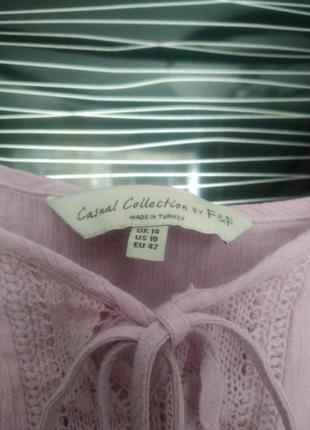 Casual Collection BY F&F
MADE IN TURKEY
UK 14
US 10
EU 42